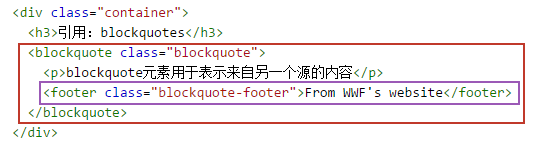 <div class="container">
<h3>引用：blockquotes</h3>
<blockquote class="blockquote">
<p>blockquote元素用于表示来自另一个源的内容</p>
<footer class="blockquote-footer">From WWF's website</footer>
</blockquote>
</div>